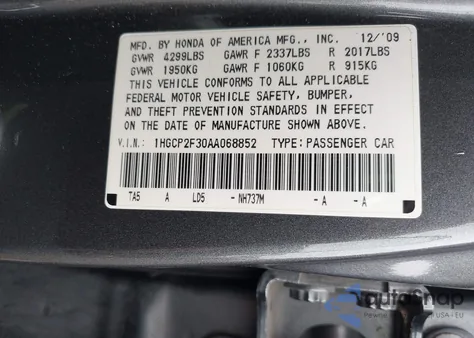 MFD. BY HONDA OF AMERICA MFG., INC. 12/'09
GVWR 4299LBS GAWR F 2337LBS R 2017LBS
GVWR 1950KG GAWR F 1060KG R 915KG
THIS VEHICLE CONFORMS TO ALL APPLICABLE
FEDERAL MOTOR VEHICLE SAFETY, BUMPER,
AND THEFT PREVENTION STANDARDS IN EFFECT
ON THE DATE OF MANUFACTURE SHOWN ABOVE.
V.I.N.: 1HGCP2F30AA068852 TYPE: PASSENGER CAR
TA5 A LD5 -NH737M -A -A
AutoSnap